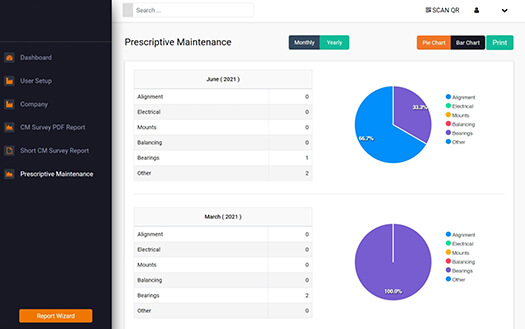 Search ...
SCAN QR
Dashboard
User Setup
Company
CM Survey PDF Report
Short CM Survey Report
Prescriptive Maintenance
Report Wizard
Prescriptive Maintenance
Monthly Yearly
Pie Chart Bar Chart Print
June ( 2021 )
Alignment 0
Electrical 0
Mounts 0
Balancing 0
Bearings 1
Other 2
33.3%
66.7%
Alignment
Electrical
Mounts
Balancing
Bearings
Other
March ( 2021 )
Alignment 0
Electrical 0
Mounts 0
Balancing 0
Bearings 2
Other 0
100.0%
Alignment
Electrical
Mounts
Balancing
Bearings
Other